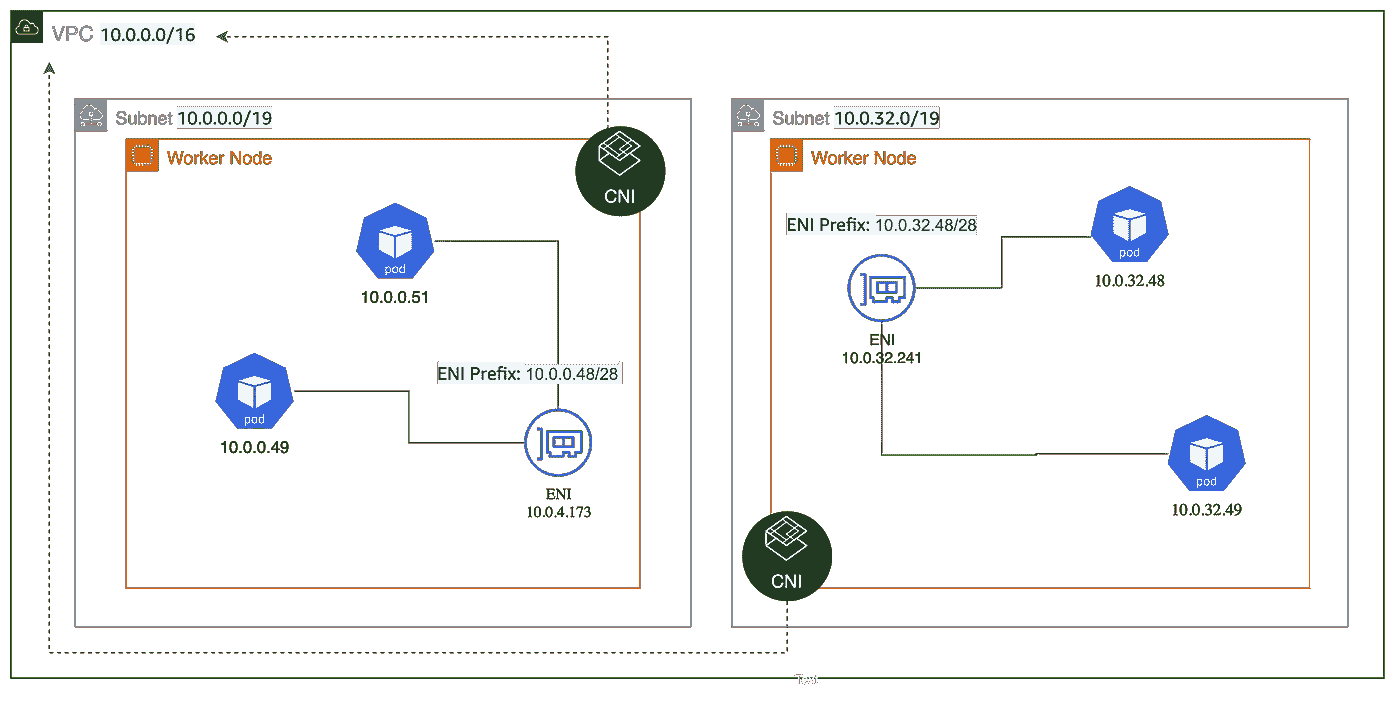 VPC 10.0.0.0/16
Subnet 10.0.0.0/19
Worker Node
CNI
pod
10.0.0.51
ENI Prefix: 10.0.0.48/28
pod
10.0.0.49
ENI
10.0.4.173
Subnet 10.0.32.0/19
Worker Node
ENI Prefix: 10.0.32.48/28
pod
10.0.32.48
ENI
10.0.32.241
pod
10.0.32.49
CNI
Text